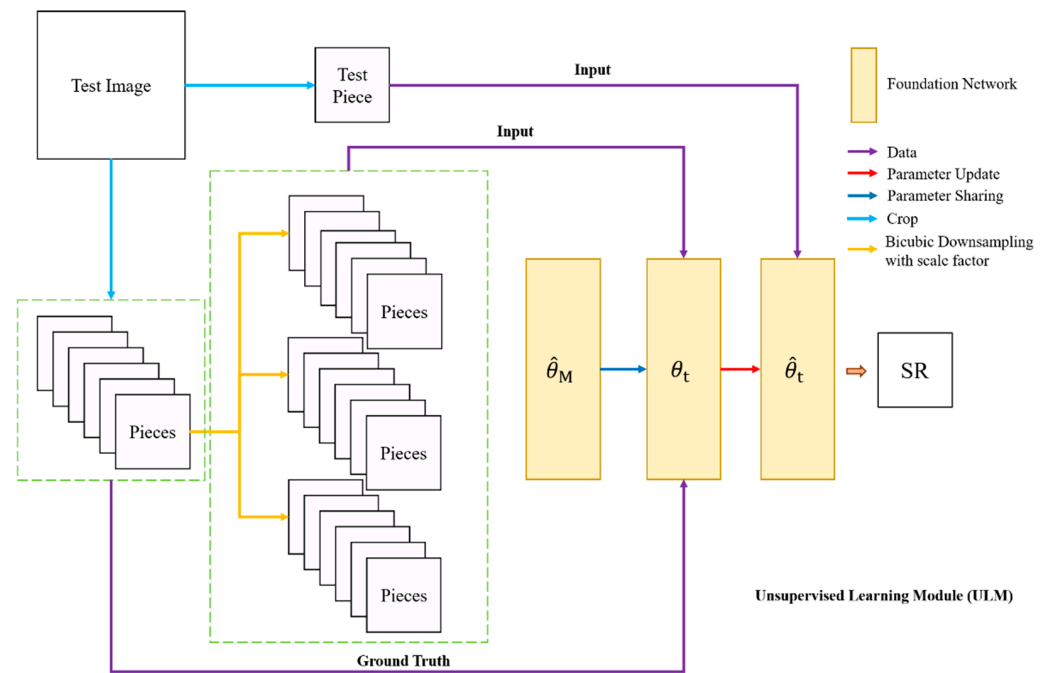 Test Image
Test
Piece
Input
Input
Foundation Network
Data
Parameter Update
Parameter Sharing
Crop
Bicubic Downsampling
with scale factor
Pieces
Pieces
Pieces
Pieces
θ̂M
θt
θ̂t
SR
Unsupervised Learning Module (ULM)
Ground Truth